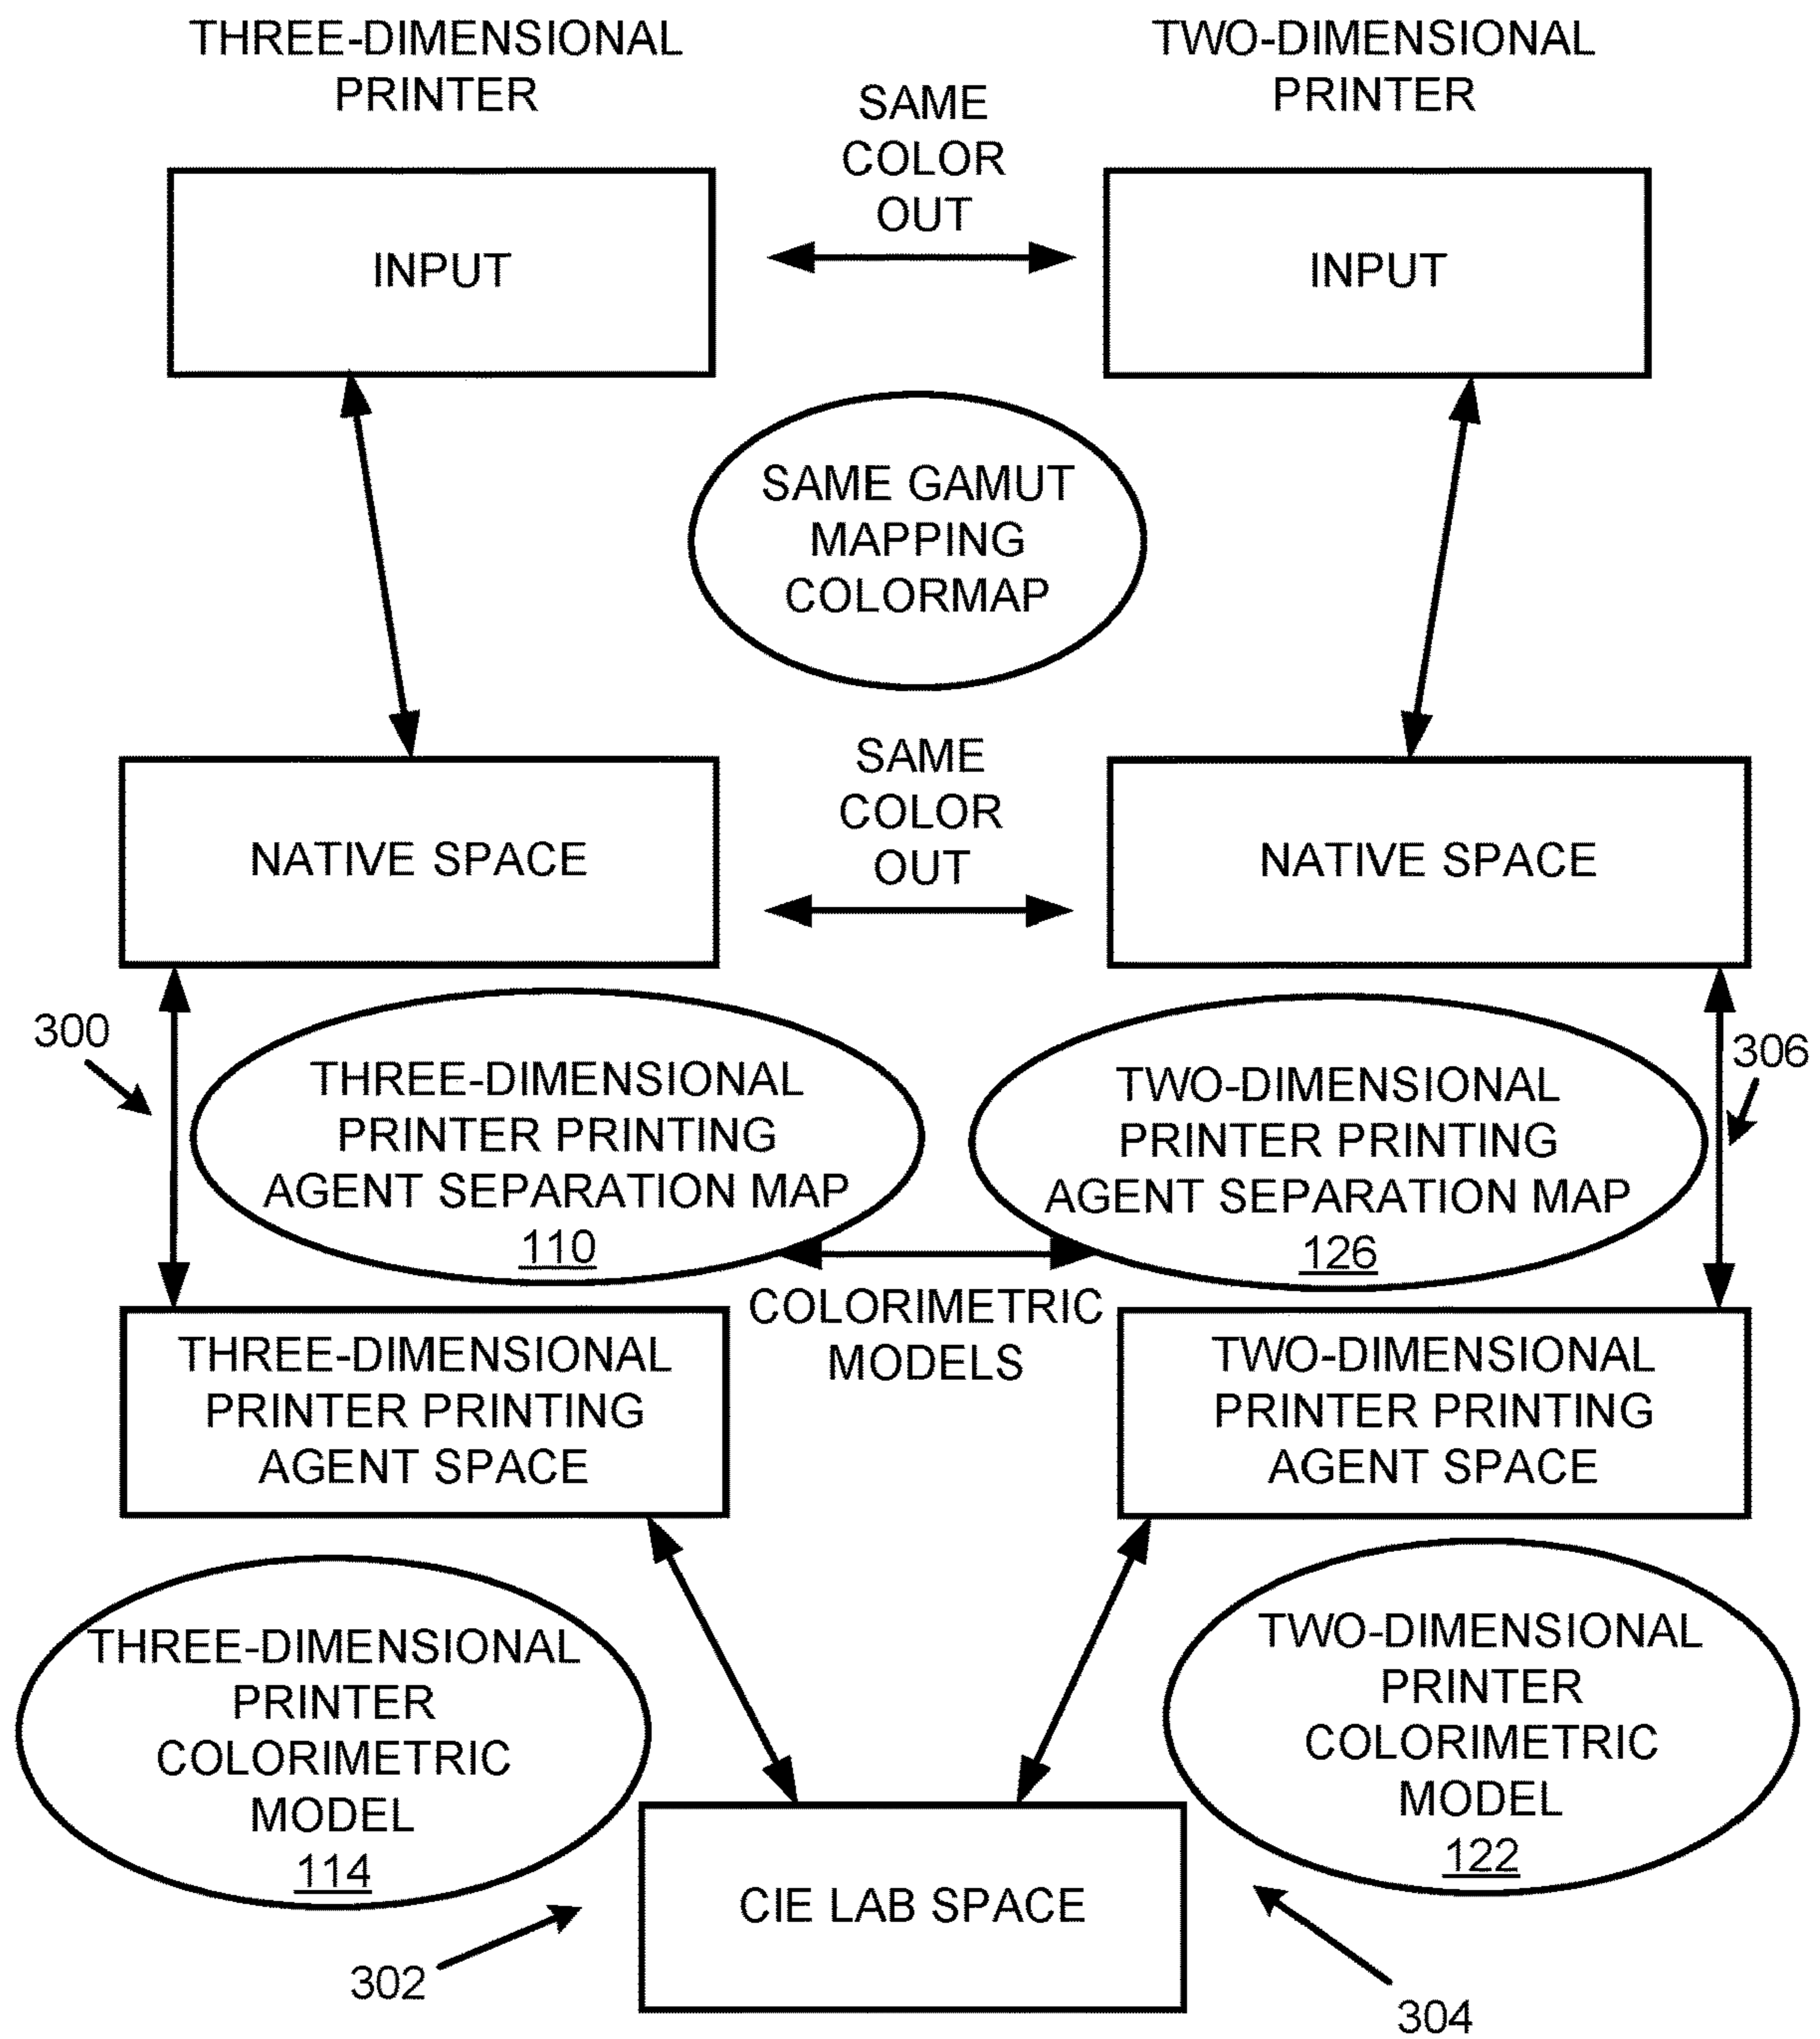 THREE-DIMENSIONAL
PRINTER
TWO-DIMENSIONAL
PRINTER
SAME
COLOR
OUT
INPUT
INPUT
SAME GAMUT
MAPPING
COLORMAP
SAME
COLOR
OUT
NATIVE SPACE
NATIVE SPACE
300
THREE-DIMENSIONAL
PRINTER PRINTING
AGENT SEPARATION MAP
110
TWO-DIMENSIONAL
PRINTER PRINTING
AGENT SEPARATION MAP
126
306
COLORIMETRIC
MODELS
THREE-DIMENSIONAL
PRINTER PRINTING
AGENT SPACE
TWO-DIMENSIONAL
PRINTER PRINTING
AGENT SPACE
THREE-DIMENSIONAL
PRINTER
COLORIMETRIC
MODEL
114
TWO-DIMENSIONAL
PRINTER
COLORIMETRIC
MODEL
122
CIE LAB SPACE
302
304